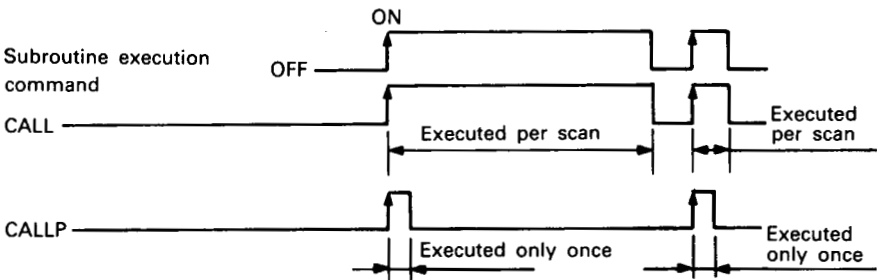 ON
Subroutine execution
command
OFF
CALL
Executed per scan
Executed
per scan
CALLP
Executed only once
Executed
only once